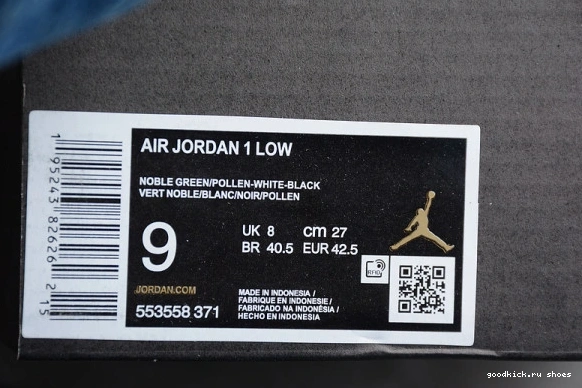 AIR JORDAN 1 LOW
NOBLE GREEN/POLLEN-WHITE-BLACK
VERT NOBLE/BLANC/NOIR/POLLEN
9
UK 8 cm 27
BR 40.5 EUR 42.5
RFID
JORDAN.COM
553558 371
MADE IN INDONESIA /
FABRIQUE EN INDONESIE /
FABRICADO NA INDONÉSIA /
HECHO EN INDONESIA
1 95243 82626 2 15
goodkick.ru shoes